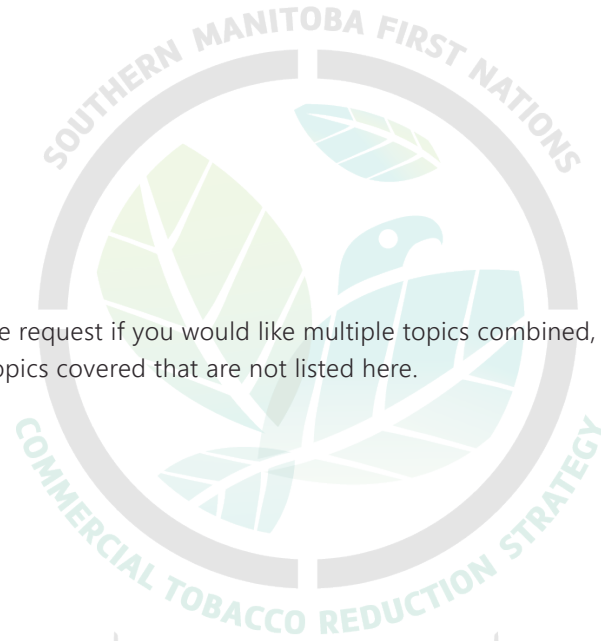 SOUTHERN MANITOBA FIRST NATIONS
e request if you would like multiple topics combined,
opics covered that are not listed here.
COMMERCIAL TOBACCO REDUCTION STRATEGY